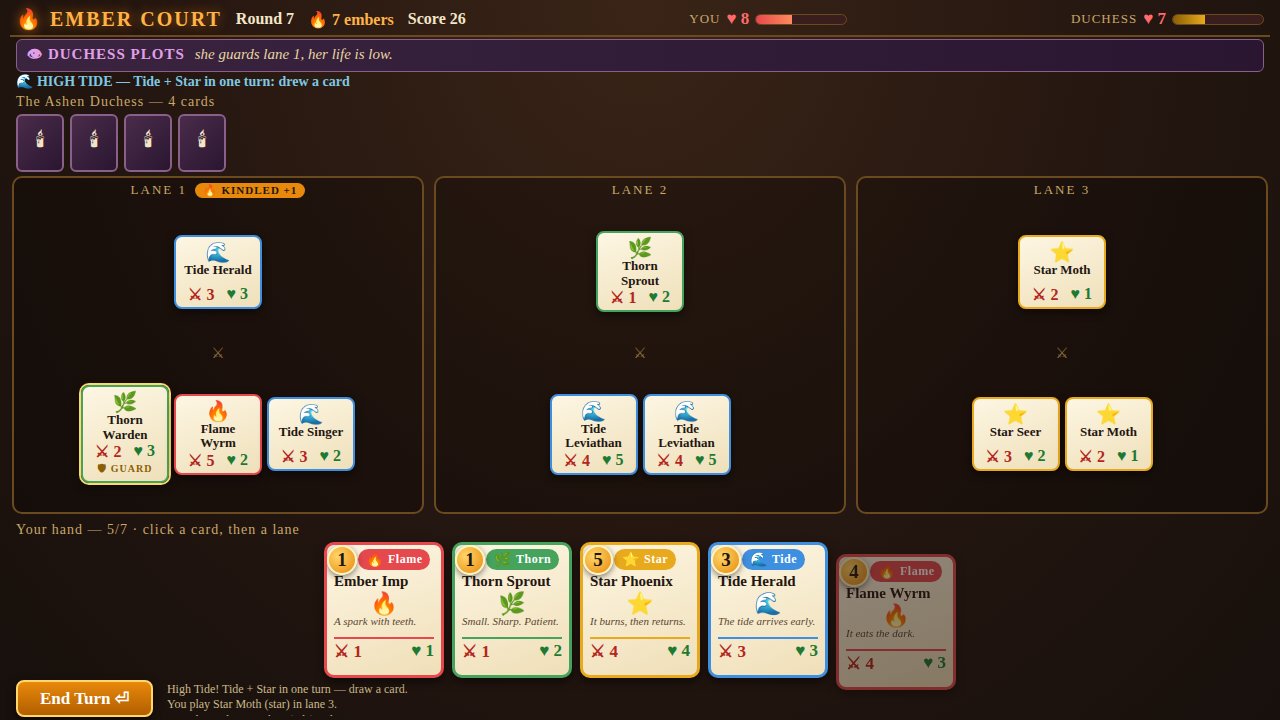 🔥 EMBER COURT Round 7 🔥 7 embers Score 26 YOU ♥ 8 DUCHESS ♥ 7
👁 DUCHESS PLOTS she guards lane 1, her life is low.
🌊 HIGH TIDE — Tide + Star in one turn: drew a card
The Ashen Duchess — 4 cards
LANE 1 🔥 KINDLED +1
Tide Herald
⚔ 3 ♥ 3
Thorn
Warden
⚔ 2 ♥ 3
🛡 GUARD
Flame
Wyrm
⚔ 5 ♥ 2
Tide Singer
⚔ 3 ♥ 2
LANE 2
Thorn
Sprout
⚔ 1 ♥ 2
Tide
Leviathan
⚔ 4 ♥ 5
Tide
Leviathan
⚔ 4 ♥ 5
LANE 3
Star Moth
⚔ 2 ♥ 1
Star Seer
⚔ 3 ♥ 2
Star Moth
⚔ 2 ♥ 1
Your hand — 5/7 · click a card, then a lane
1 🔥 Flame
Ember Imp
A spark with teeth.
⚔ 1 ♥ 1
1 🌿 Thorn
Thorn Sprout
Small. Sharp. Patient.
⚔ 1 ♥ 2
5 ⭐ Star
Star Phoenix
It burns, then returns.
⚔ 4 ♥ 4
3 🌊 Tide
Tide Herald
The tide arrives early.
⚔ 3 ♥ 3
4 🔥 Flame
Flame Wyrm
It eats the dark.
⚔ 4 ♥ 3
End Turn ⏎
High Tide! Tide + Star in one turn — draw a card.
You play Star Moth (star) in lane 3.